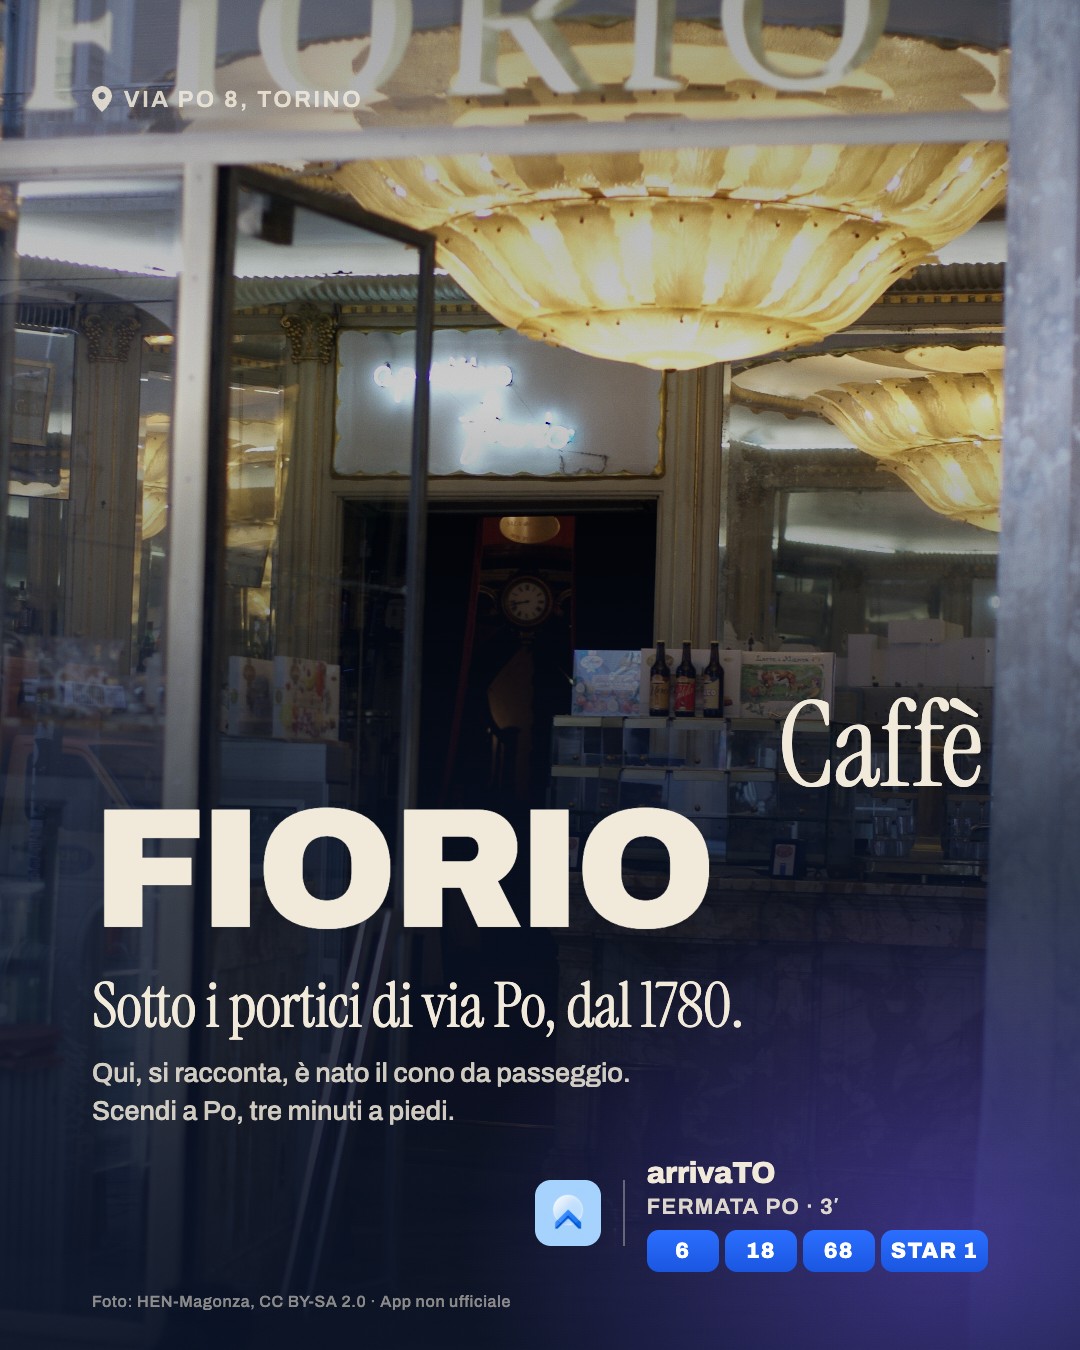 FIORIO
VIA PO 8, TORINO
Caffè
FIORIO
Sotto i portici di via Po, dal 1780.
Qui, si racconta, è nato il cono da passeggio.
Scendi a Po, tre minuti a piedi.
arrivaTO
FERMATA PO · 3′
6 18 68 STAR 1
Foto: HEN-Magonza, CC BY-SA 2.0 · App non ufficiale